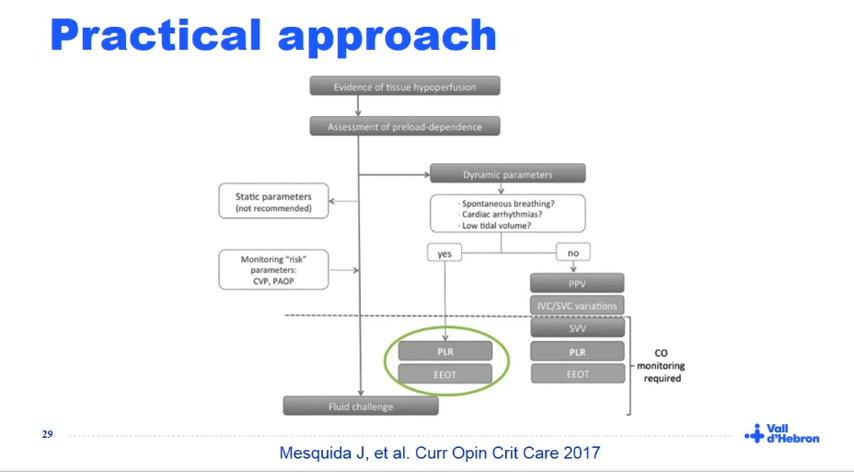 Practical approach
Evidence of tissue hypoperfusion
Assessment of preload-dependence
Dynamic parameters
Static parameters
(not recommended)
· Spontaneous breathing?
· Cardiac arrhythmias?
· Low tidal volume?
Monitoring "risk"
parameters:
CVP, PAOP
yes
no
PPV
IVC/SVC variations
SVV
PLR
EEOT
PLR
EEOT
CO
monitoring
required
Fluid challenge
29
Vall
d'Hebron
Mesquida J, et al. Curr Opin Crit Care 2017